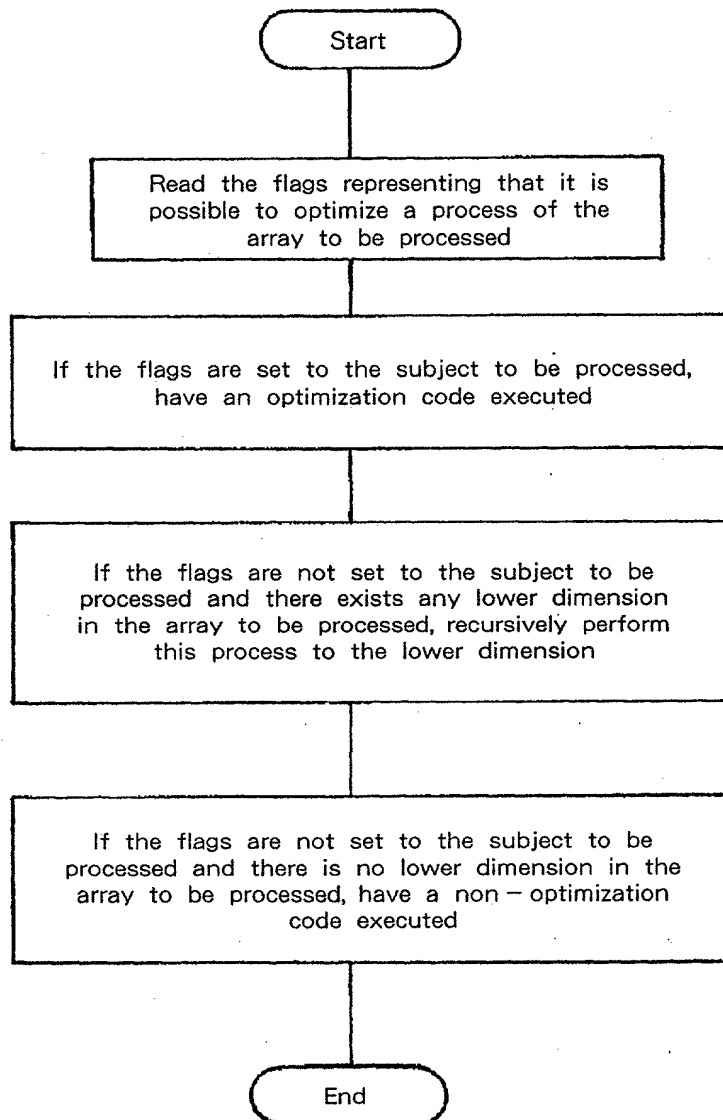 Start
Read the flags representing that it is
possible to optimize a process of the
array to be processed
If the flags are set to the subject to be processed,
have an optimization code executed
If the flags are not set to the subject to be
processed and there exists any lower dimension
in the array to be processed, recursively perform
this process to the lower dimension
If the flags are not set to the subject to be
processed and there is no lower dimension in the
array to be processed, have a non-optimization
code executed
End